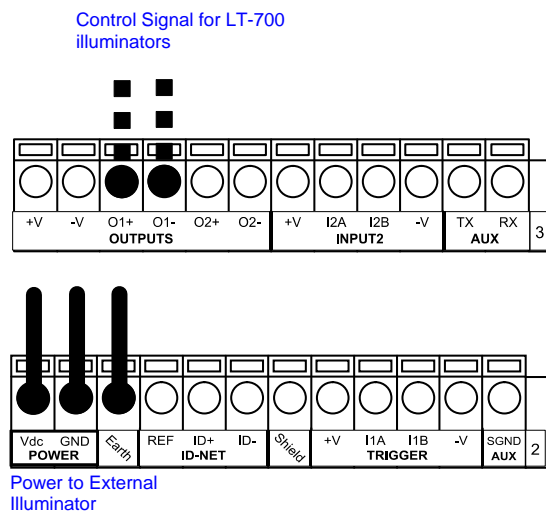 Control Signal for LT-700
illuminators
+V -V O1+ O1- O2+ O2- +V I2A I2B -V TX RX
OUTPUTS INPUT2 AUX 3
Vdc GND Earth REF ID+ ID- Shield +V I1A I1B -V SGND
POWER ID-NET TRIGGER AUX 2
Power to External
Illuminator